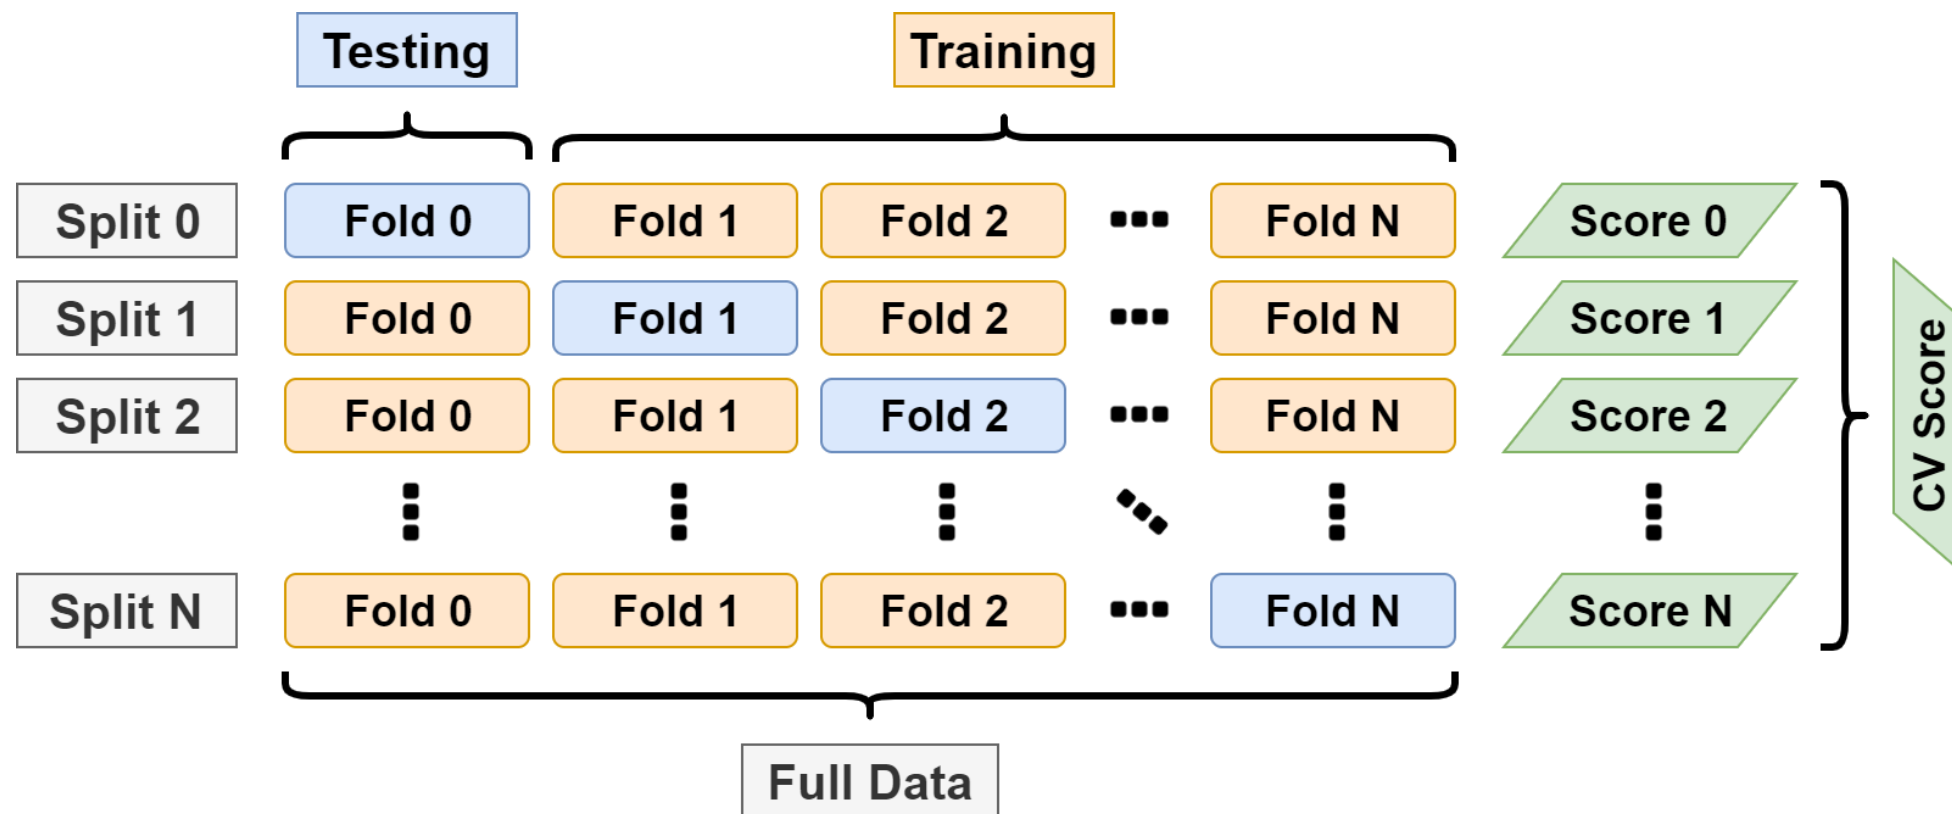 Testing
Training
Split 0
Fold 0
Fold 1
Fold 2
Fold N
Score 0
Split 1
Fold 0
Fold 1
Fold 2
Fold N
Score 1
Split 2
Fold 0
Fold 1
Fold 2
Fold N
Score 2
CV Score
Split N
Fold 0
Fold 1
Fold 2
Fold N
Score N
Full Data